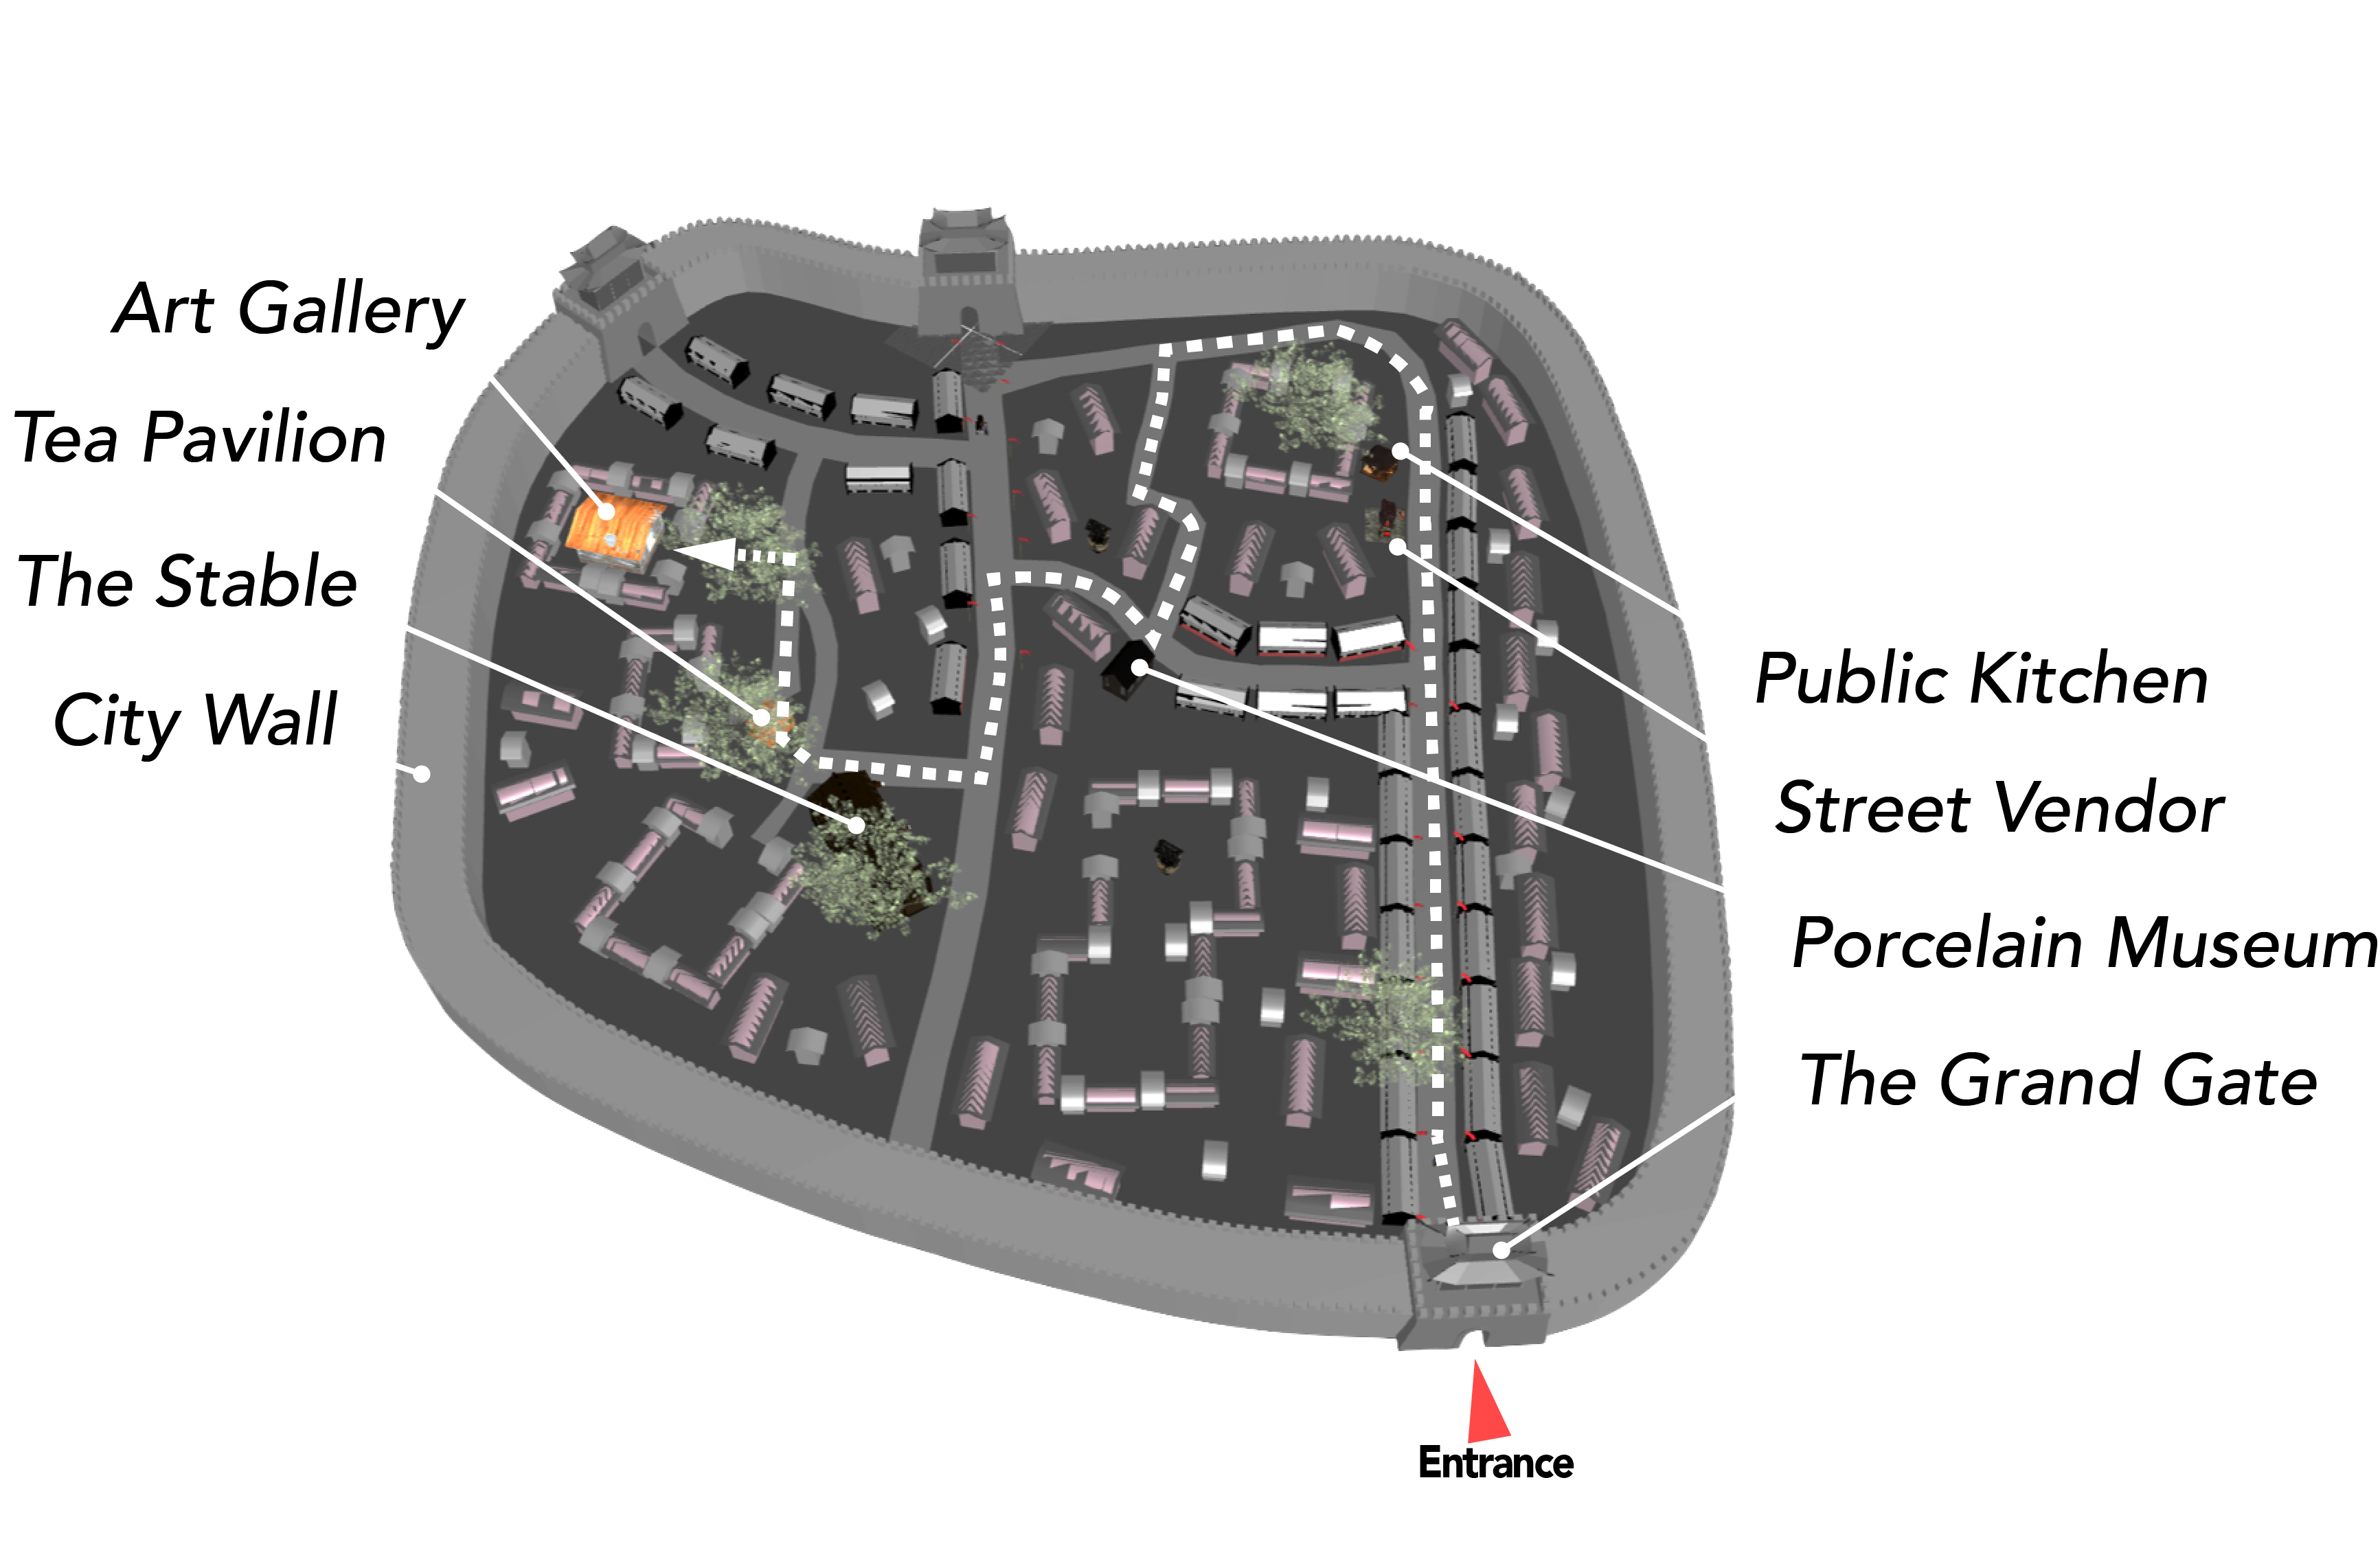 Art Gallery
Tea Pavilion
The Stable
City Wall
Public Kitchen
Street Vendor
Porcelain Museum
The Grand Gate
Entrance